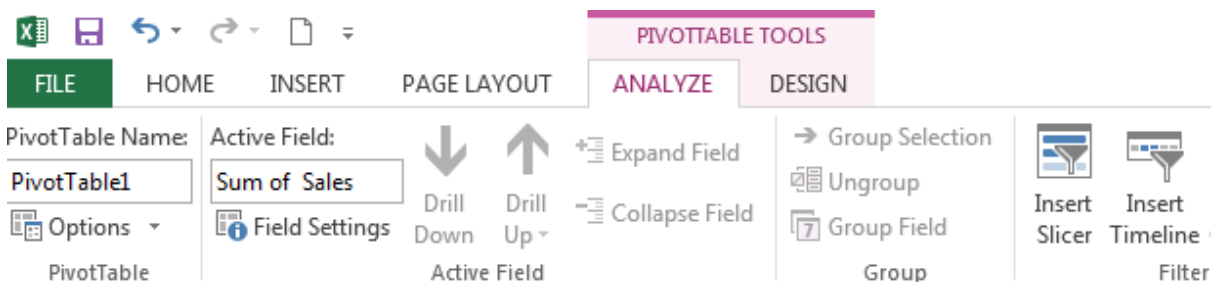 PIVOTTABLE TOOLS
FILE HOME INSERT PAGE LAYOUT ANALYZE DESIGN
PivotTable Name:
PivotTable1
Options
PivotTable
Active Field:
Sum of Sales
Field Settings
Drill
Down
Drill
Up
Expand Field
Collapse Field
Active Field
Group Selection
Ungroup
7 Group Field
Group
Insert
Slicer
Insert
Timeline
Filter